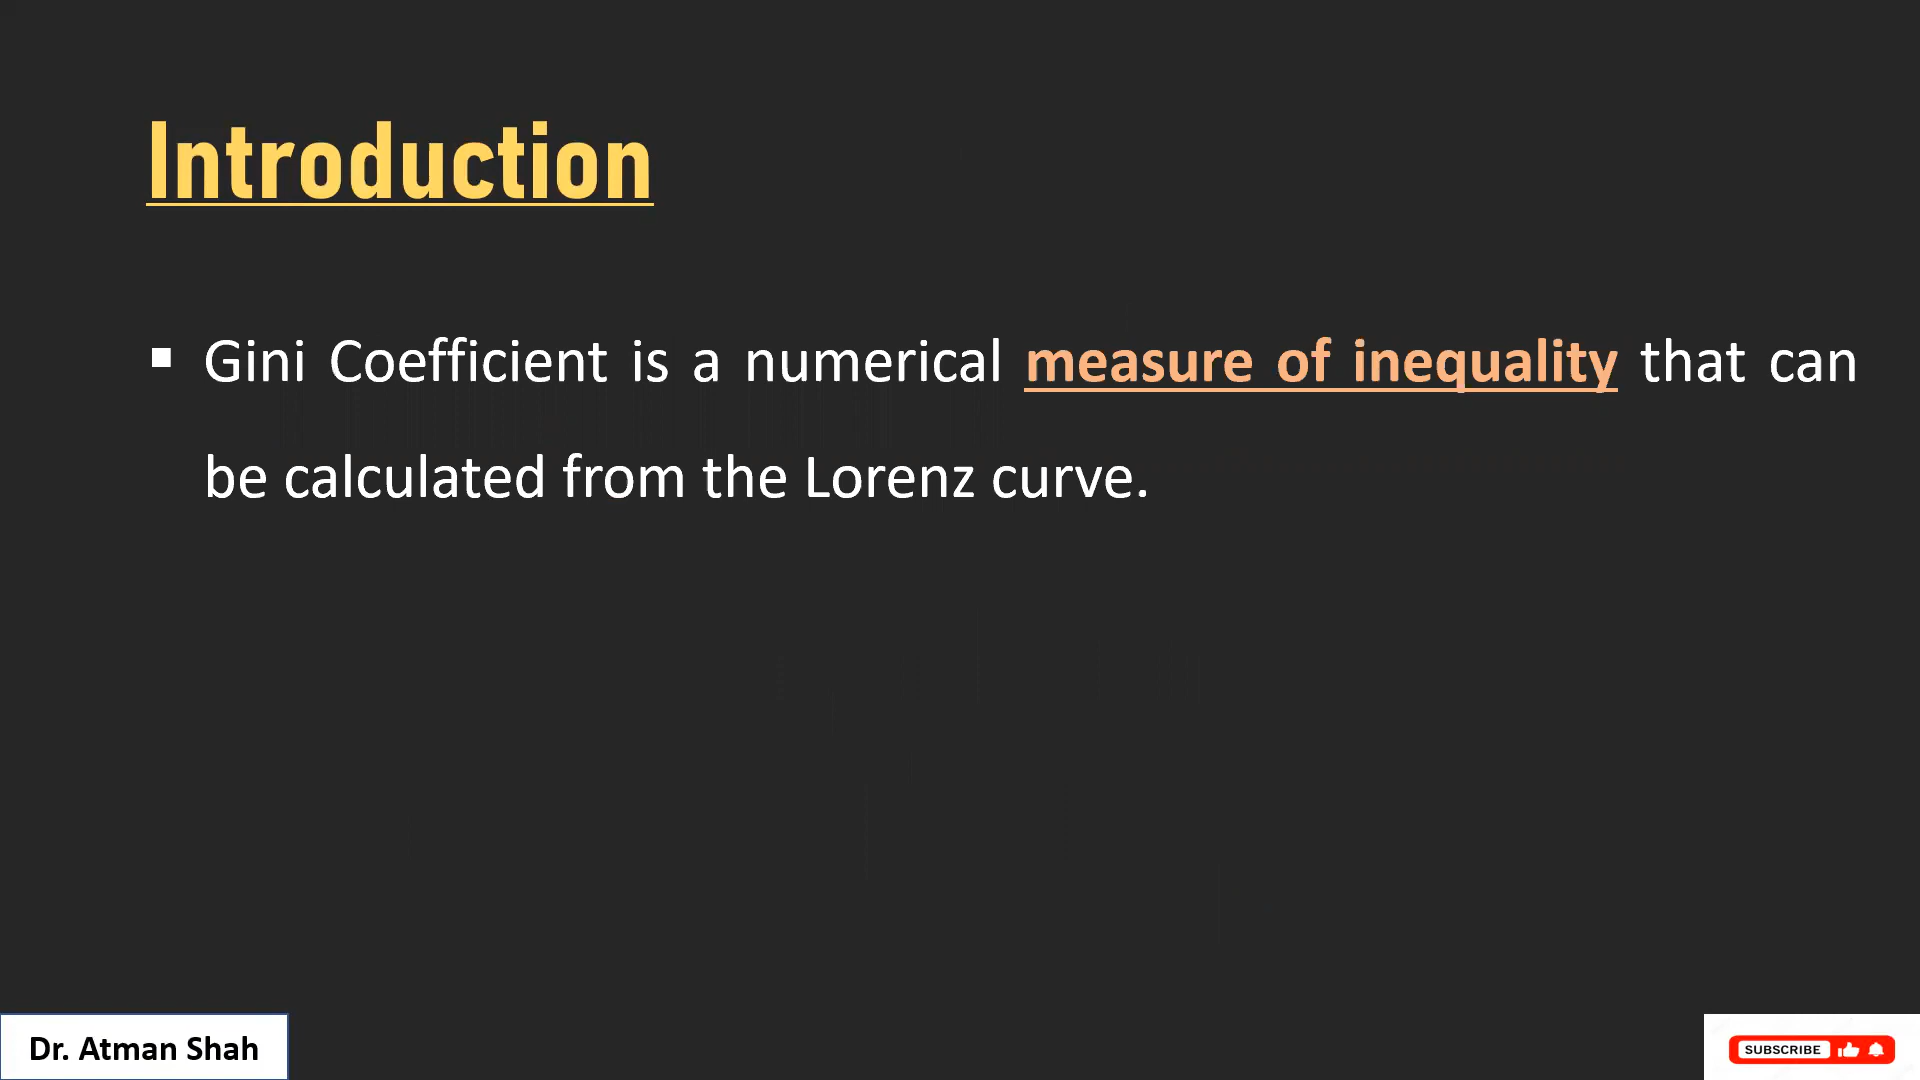 Introduction
▪ Gini Coefficient is a numerical measure of inequality that can
be calculated from the Lorenz curve.
Dr. Atman Shah
SUBSCRIBE